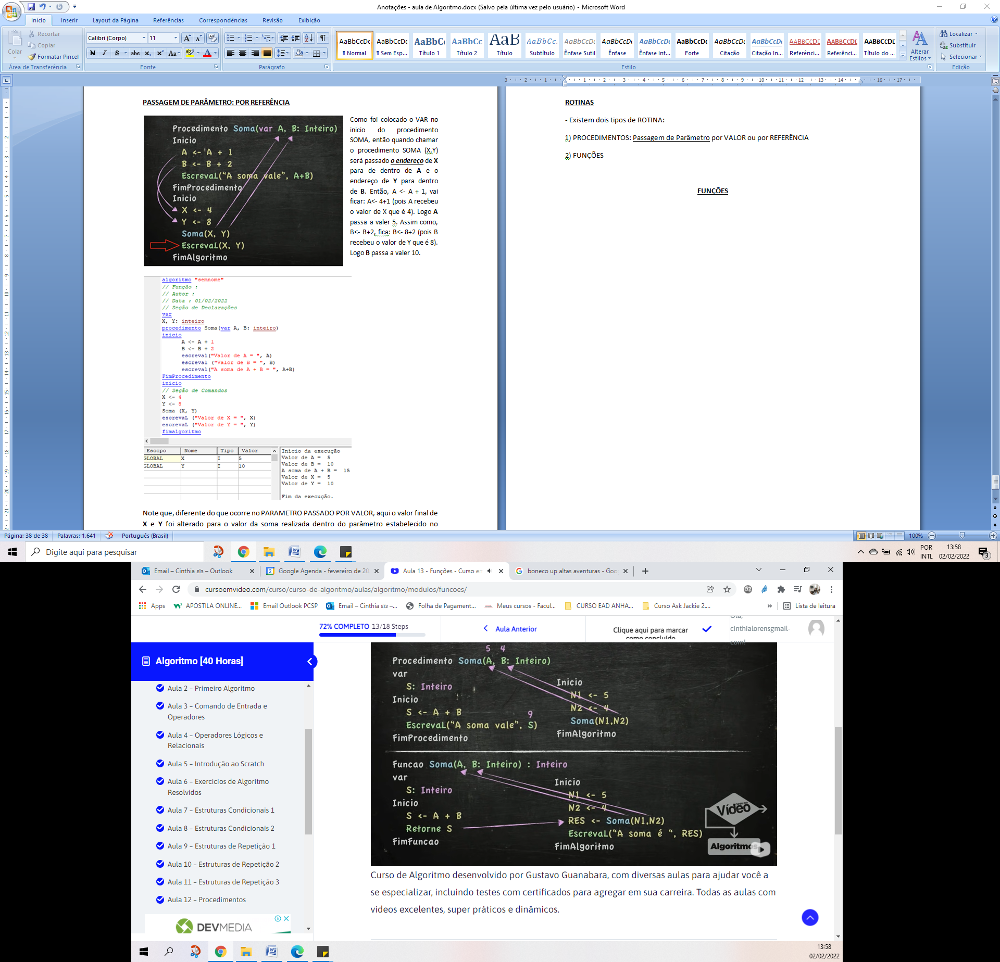 Anotações - aula de Algoritmo.docx (Salvo pela última vez pelo usuário) - Microsoft Word
Início Inserir Layout da Página Referências Correspondências Revisão Exibição
Colar
Recortar
Copiar
Formatar Pincel
Área de Transferência
Calibri (Corpo) 11
N I S abc x₂ x² Aa
Fonte
Parágrafo
AaBbCcDc AaBbCcDc AaBbC AaBbCc AaB AaBbCc. AaBbCcDc AaBbCcDc AaBbCcDc AaBbCcDc AaBbCcDc AaBbCcDc AABBCCDD AABBCCDD AABBCCDD
¶ Normal ¶ Sem Esp... Título 1 Título 2 Título Subtítulo Ênfase Sutil Ênfase Ênfase Int... Forte Citação Citação In... Referênci... Referênci... Título do ...
Estilo
Alterar Estilos
Localizar
Substituir
Selecionar
Edição
PASSAGEM DE PARÂMETRO: POR REFERÊNCIA
Procedimento Soma(var A, B: Inteiro)
Inicio
A <- A + 1
B <- B + 2
EscrevaL("A soma vale", A+B)
FimProcedimento
Inicio
X <- 4
Y <- 8
Soma(X, Y)
EscrevaL(X, Y)
FimAlgoritmo
Como foi colocado o VAR no
inicio do procedimento
SOMA, então quando chamar
o procedimento SOMA (X,Y)
será passado o endereço de X
para de dentro de A e o
endereço de Y para dentro
de B. Então, A <- A + 1, vai
ficar: A<- 4+1 (pois A recebeu
o valor de X que é 4). Logo A
passa a valer 5. Assim como,
B<- B+2, fica: B<- 8+2 (pois B
recebeu o valor de Y que é 8).
Logo B passa a valer 10.
algoritmo "semnome"
// Função :
// Autor :
// Data : 01/02/2022
// Seção de Declarações
var
X, Y: inteiro
procedimento Soma(var A, B: inteiro)
inicio
A <- A + 1
B <- B + 2
escreval("Valor de A = ", A)
escreval ("Valor de B = ", B)
escreval("A soma de A + B = ", A+B)
FimProcedimento
inicio
// Seção de Comandos
X <- 4
Y <- 8
Soma (X, Y)
escrevaL ("Valor de X = ", X)
escrevaL ("Valor de Y = ", Y)
fimalgoritmo
Escopo Nome Tipo Valor
GLOBAL X I 5
GLOBAL Y I 10
Início da execução
Valor de A = 5
Valor de B = 10
A soma de A + B = 15
Valor de X = 5
Valor de Y = 10
Fim da execução.
Note que, diferente do que ocorre no PARAMETRO PASSADO POR VALOR, aqui o valor final de
X e Y foi alterado para o valor da soma realizada dentro do parâmetro estabelecido no
ROTINAS
- Existem dois tipos de ROTINA:
1) PROCEDIMENTOS: Passagem de Parâmetro por VALOR ou por REFERÊNCIA
2) FUNÇÕES
FUNÇÕES
Página: 38 de 38 Palavras: 1.641 Português (Brasil) 100%
Digite aqui para pesquisar
POR
INTL
13:58
02/02/2022
3
Email – Cinthia εïз – Outlook
Google Agenda - fevereiro de 20
Aula 13 - Funções - Curso em
boneco up altas aventuras - Goo
cursoemvideo.com/curso/curso-de-algoritmo/aulas/algoritmo/modulos/funcoes/
Apps APOSTILA ONLINE... Email Outlook PCSP Email – Cinthia εïз –... Folha de Pagament... Meus cursos - Facul... CURSO EAD ANHA... Curso Ask Jackie 2.... » Lista de leitura
72% COMPLETO 13/18 Steps
Aula Anterior
Clique aqui para marcar
como concluído
Olá,
cinthialorensgmail-
com!
Algoritmo [40 Horas]
Aula 2 – Primeiro Algoritmo
Aula 3 – Comando de Entrada e
Operadores
Aula 4 – Operadores Lógicos e
Relacionais
Aula 5 – Introdução ao Scratch
Aula 6 – Exercícios de Algoritmo
Resolvidos
Aula 7 – Estruturas Condicionais 1
Aula 8 – Estruturas Condicionais 2
Aula 9 – Estruturas de Repetição 1
Aula 10 – Estruturas de Repetição 2
Aula 11 – Estruturas de Repetição 3
Aula 12 – Procedimentos
DEVMEDIA
5 4
Procedimento Soma(A, B: Inteiro)
var
S: Inteiro
Inicio
S <- A + B
9
EscrevaL("A soma vale", S)
FimProcedimento
Inicio
N1 <- 5
N2 <- 4
Soma(N1,N2)
FimAlgoritmo
Funcao Soma(A, B: Inteiro) : Inteiro
var
S: Inteiro
Inicio
S <- A + B
Retorne S
FimFuncao
Inicio
N1 <- 5
N2 <- 4
RES <- Soma(N1,N2)
EscrevaL("A soma é ", RES)
FimAlgoritmo
curso em
Vídeo
Algoritmos
Curso de Algoritmo desenvolvido por Gustavo Guanabara, com diversas aulas para ajudar você a
se especializar, incluindo testes com certificados para agregar em sua carreira. Todas as aulas com
vídeos excelentes, super práticos e dinâmicos.
13:58
02/02/2022